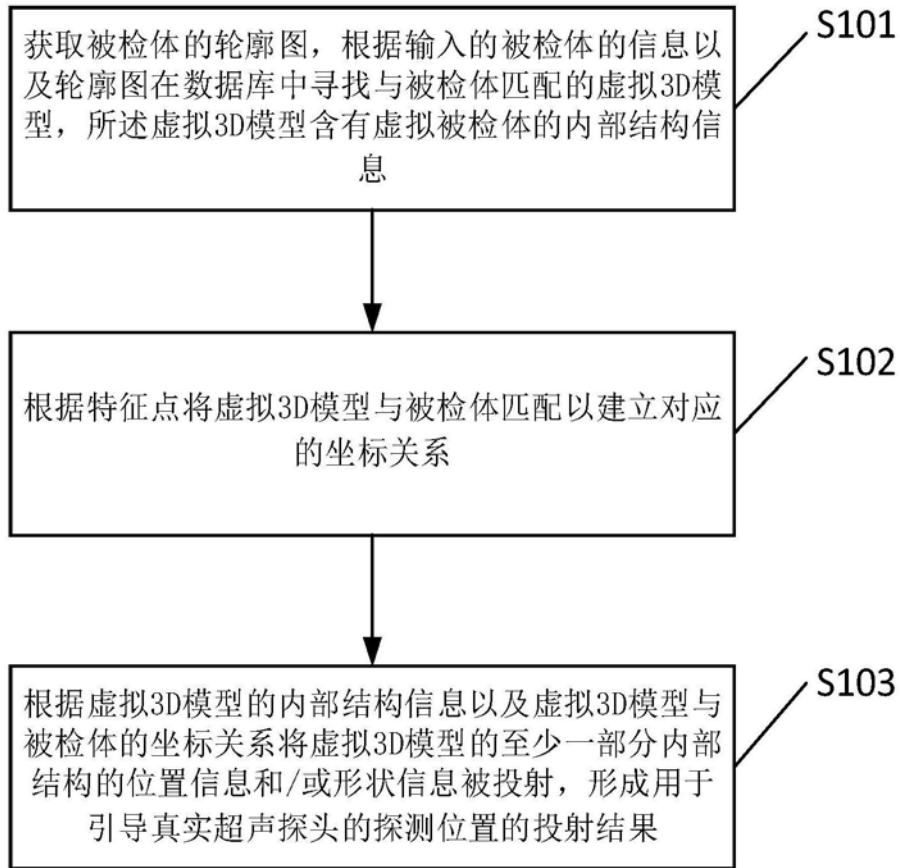 获取被检体的轮廓图，根据输入的被检体的信息以
及轮廓图在数据库中寻找与被检体匹配的虚拟3D模
型，所述虚拟3D模型含有虚拟被检体的内部结构信
息
S101
根据特征点将虚拟3D模型与被检体匹配以建立对应
的坐标关系
S102
根据虚拟3D模型的内部结构信息以及虚拟3D模型与
被检体的坐标关系将虚拟3D模型的至少一部分内部
结构的位置信息和/或形状信息被投射，形成用于
引导真实超声探头的探测位置的投射结果
S103